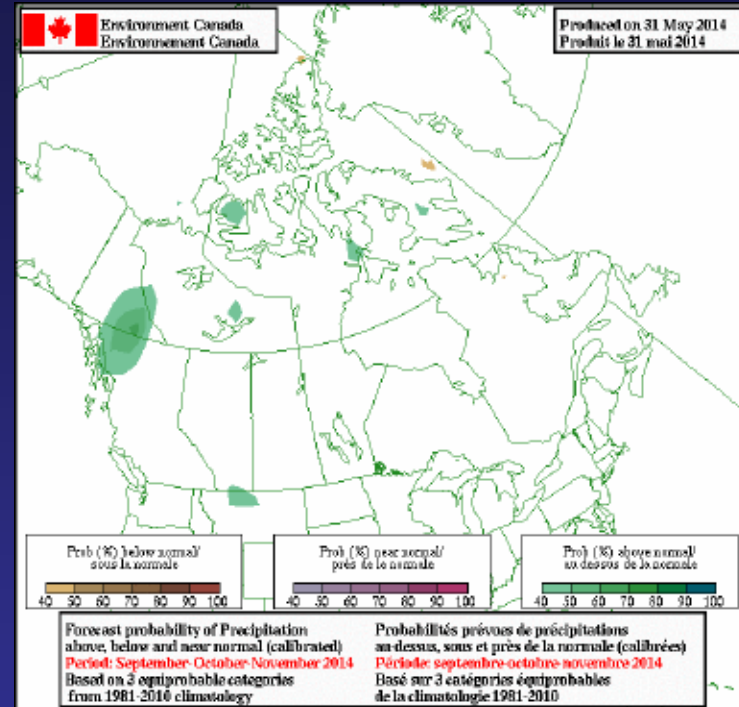 Environment Canada
Environnement Canada
Produced on 31 May 2014
Produit le 31 mai 2014
Prob (%) below normal/
sous la normale
40 50 60 70 80 90 100
Prob (%) near normal/
près de la normale
40 50 60 70 80 90 100
Prob (%) above normal/
au dessus de la normale
40 50 60 70 80 90 100
Forecast probability of Precipitation
above, below and near normal (calibrated)
Period: September-October-November 2014
Based on 3 equiprobable categories
from 1981-2010 climatology
Probabilités prévues de précipitations
au-dessus, sous et près de la normale (calibrées)
Période: septembre-octobre-novembre 2014
Basé sur 3 catégories équiprobables
de la climatologie 1981-2010